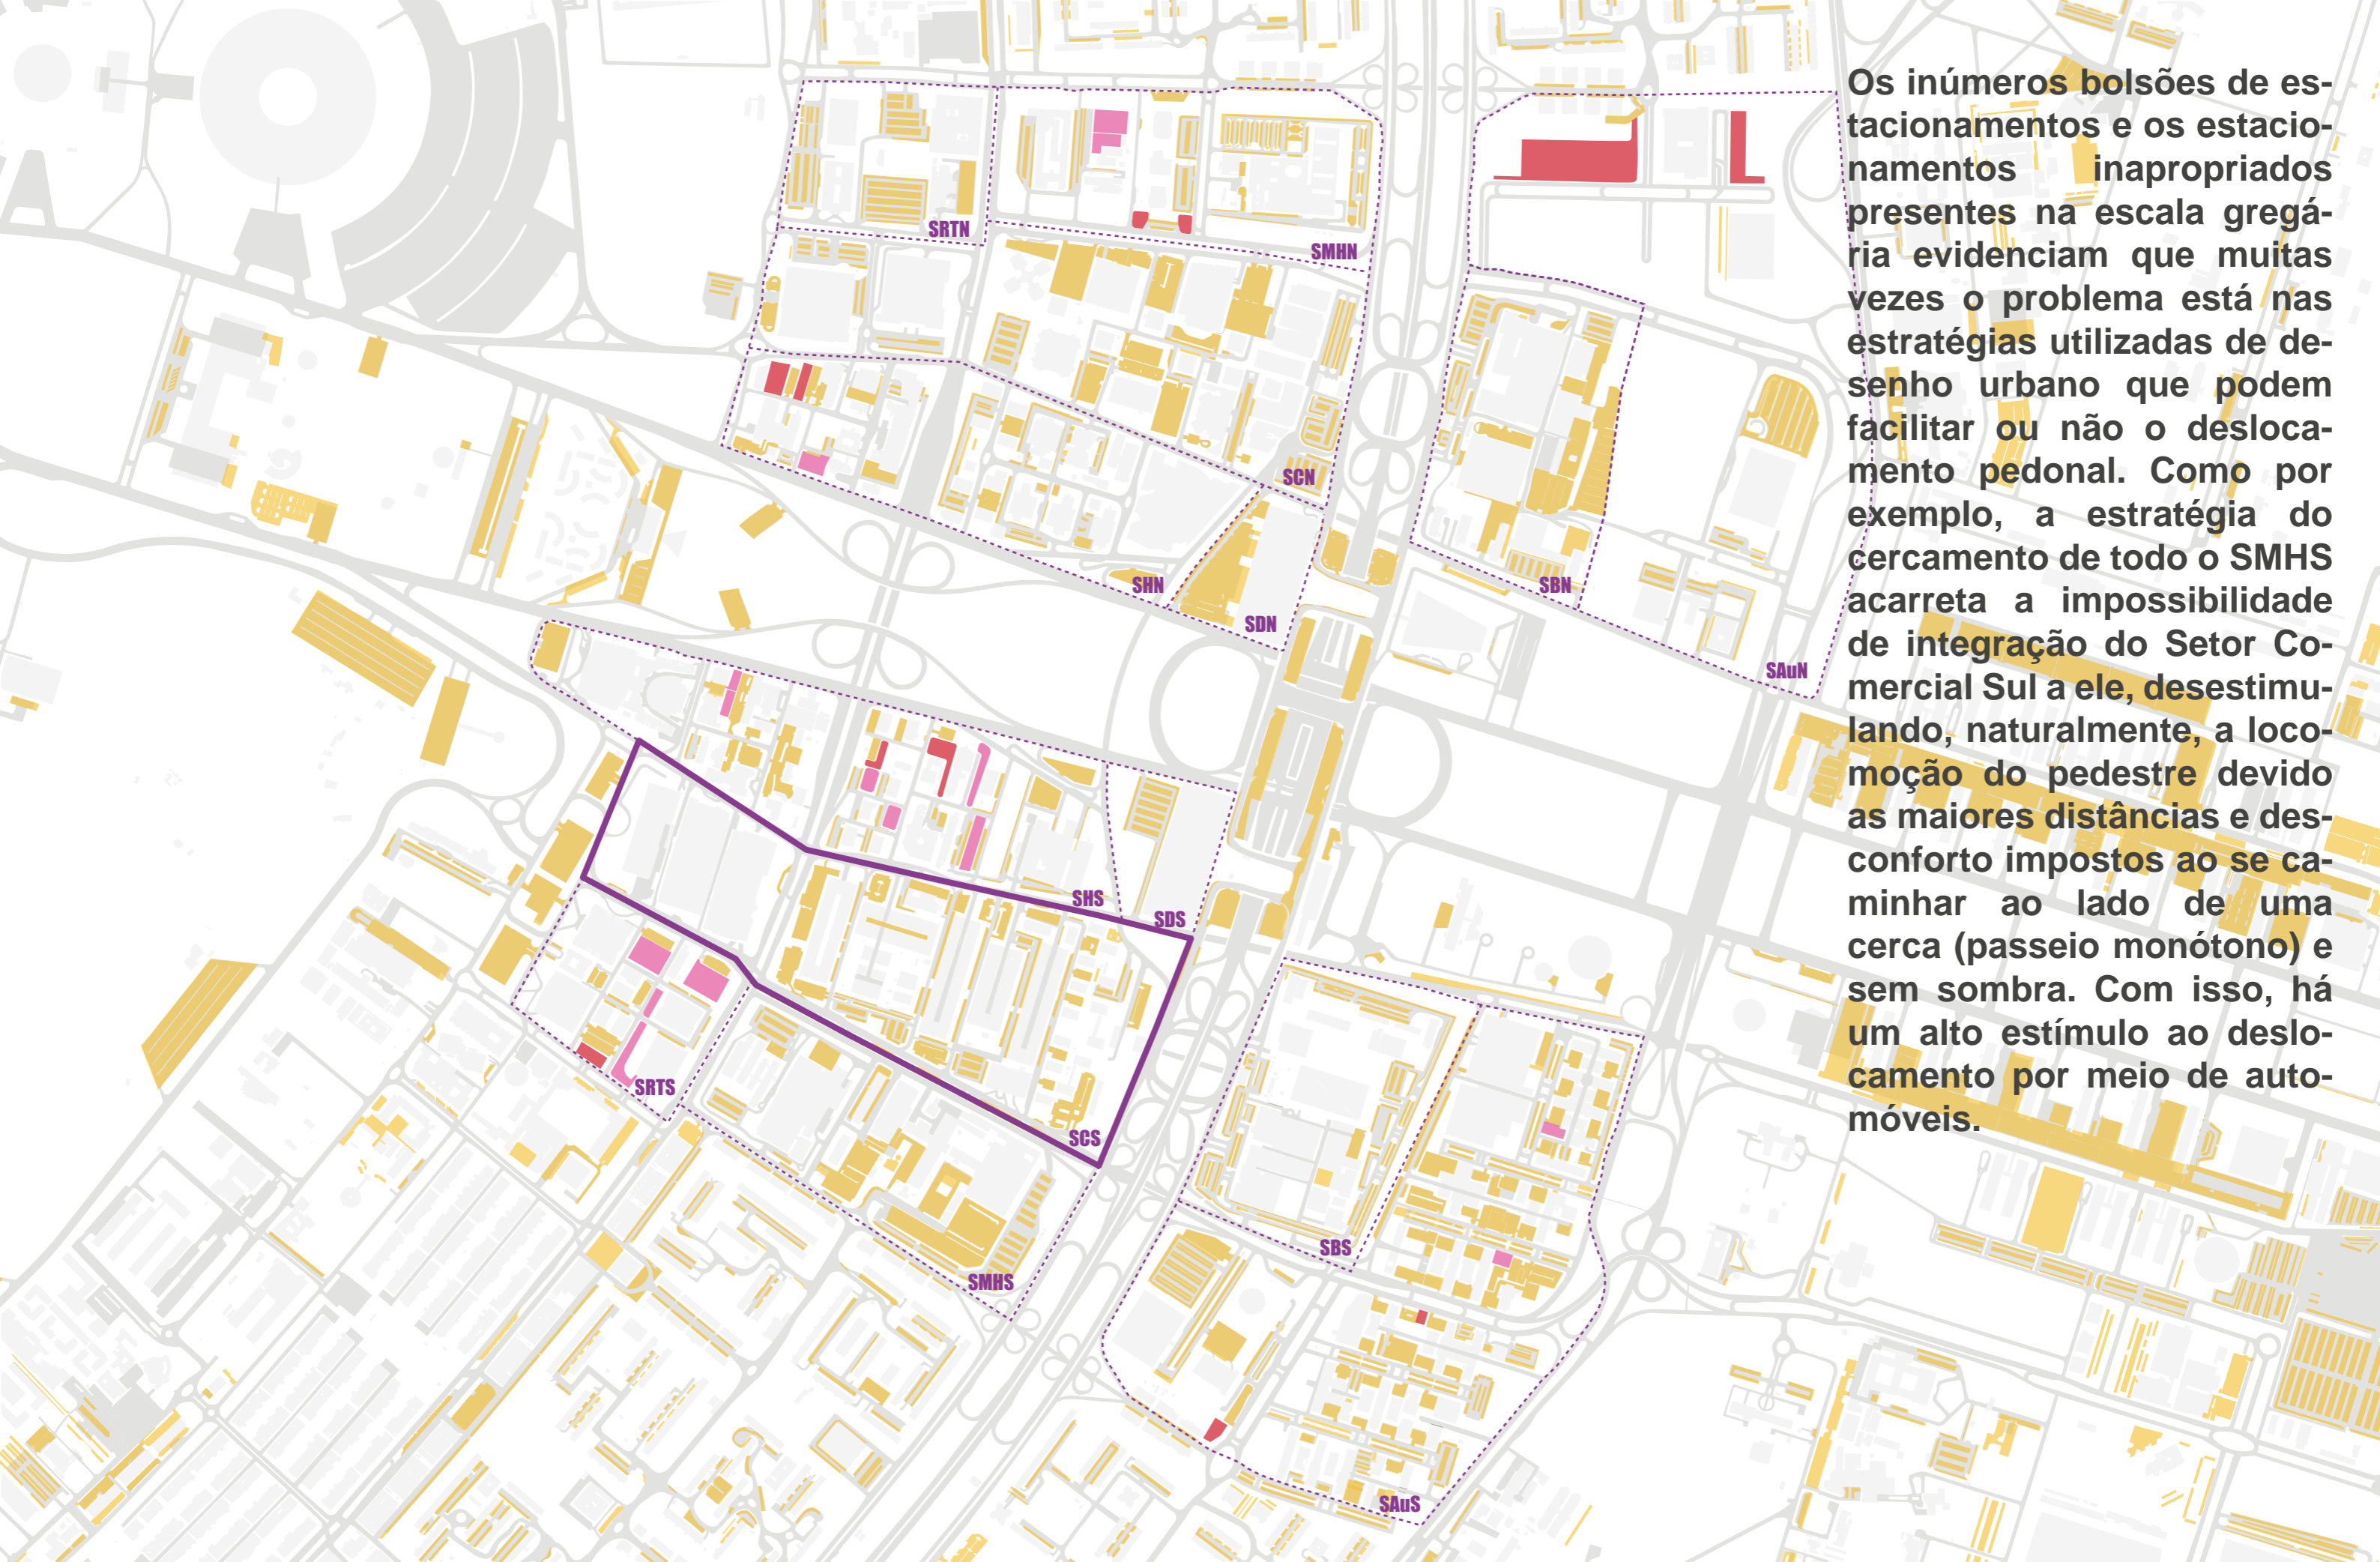 SRTN
SMHN
SCN
SHN
SDN
SBN
SAuN
SHS
SDS
SRTS
SCS
SMHS
SBS
SAuS
Os inúmeros bolsões de es-
tacionamentos e os estacio-
namentos inapropriados
presentes na escala gregá-
ria evidenciam que muitas
vezes o problema está nas
estratégias utilizadas de de-
senho urbano que podem
facilitar ou não o desloca-
mento pedonal. Como por
exemplo, a estratégia do
cercamento de todo o SMHS
acarreta a impossibilidade
de integração do Setor Co-
mercial Sul a ele, desestimu-
lando, naturalmente, a loco-
moção do pedestre devido
as maiores distâncias e des-
conforto impostos ao se ca-
minhar ao lado de uma
cerca (passeio monótono) e
sem sombra. Com isso, há
um alto estímulo ao deslo-
camento por meio de auto-
móveis.